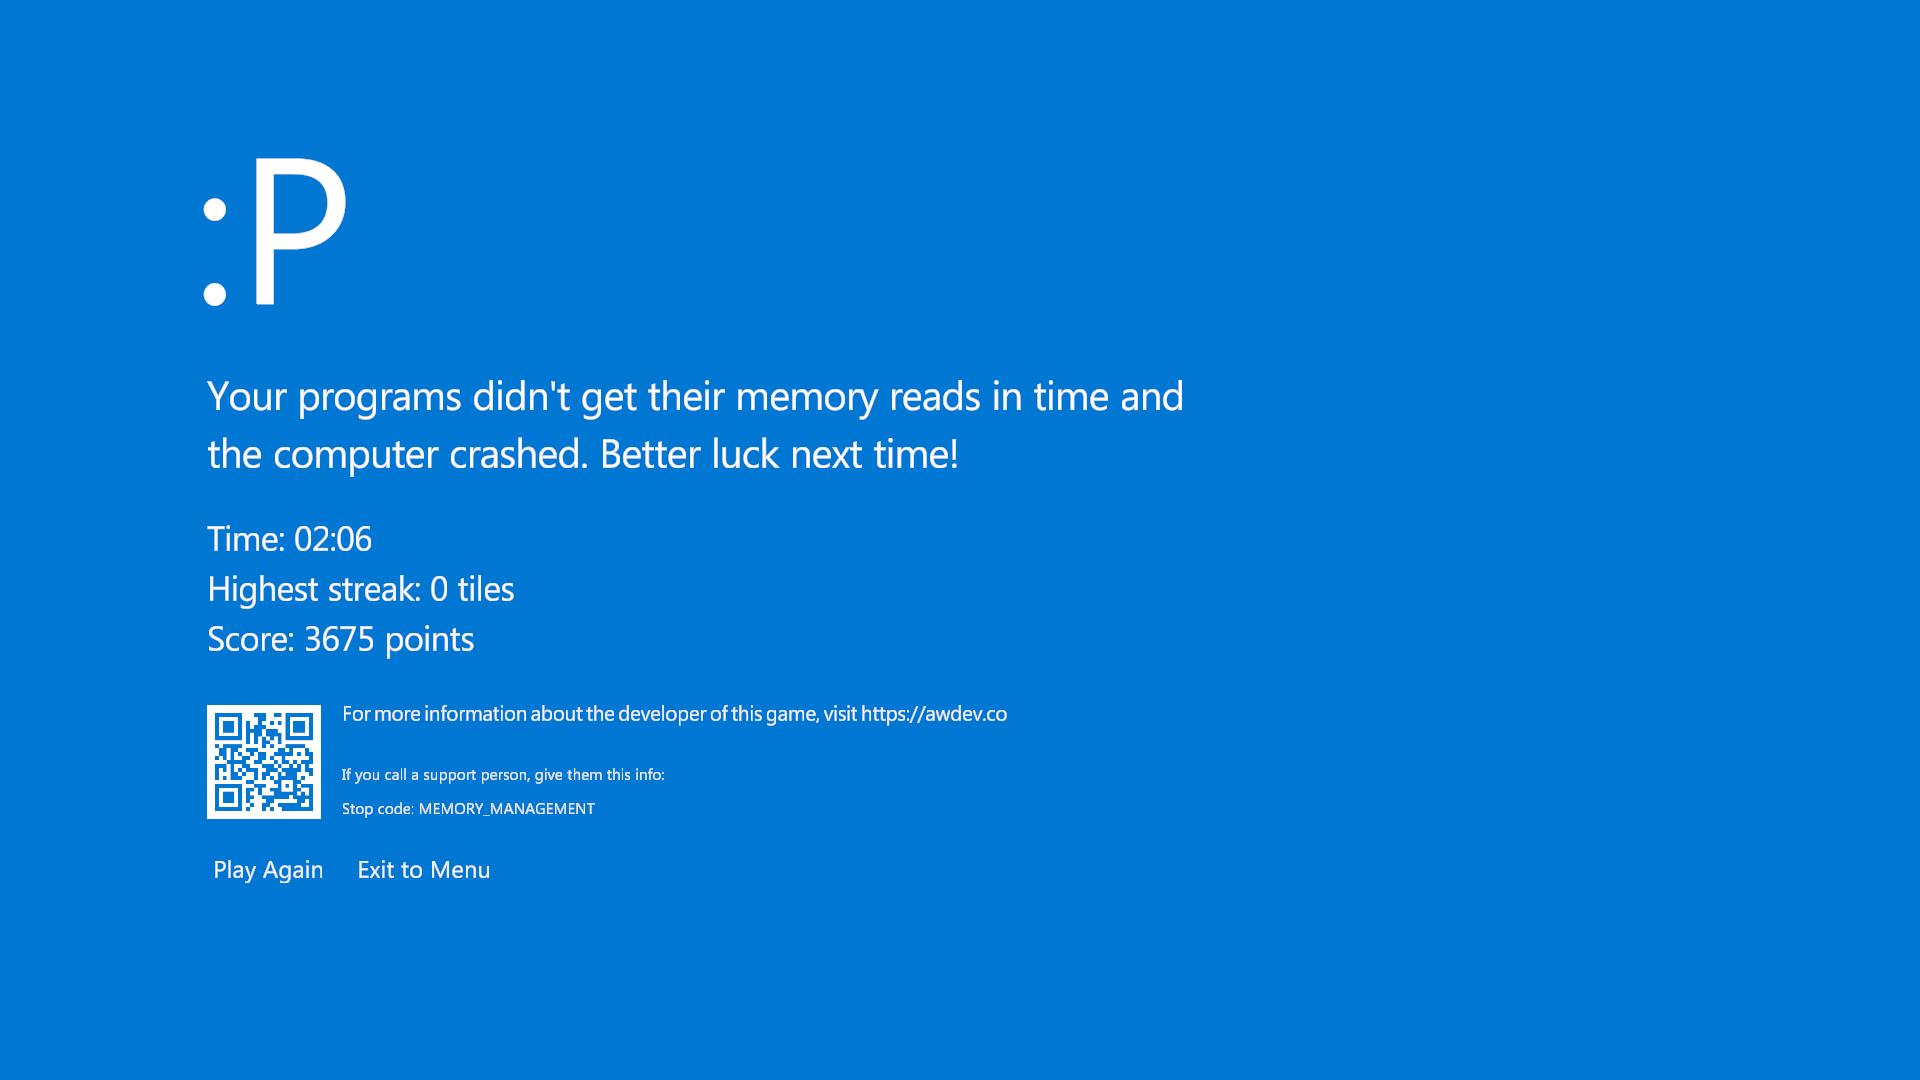 :P
Your programs didn't get their memory reads in time and
the computer crashed. Better luck next time!
Time: 02:06
Highest streak: 0 tiles
Score: 3675 points
For more information about the developer of this game, visit https://awdev.co
If you call a support person, give them this info:
Stop code: MEMORY_MANAGEMENT
Play Again Exit to Menu